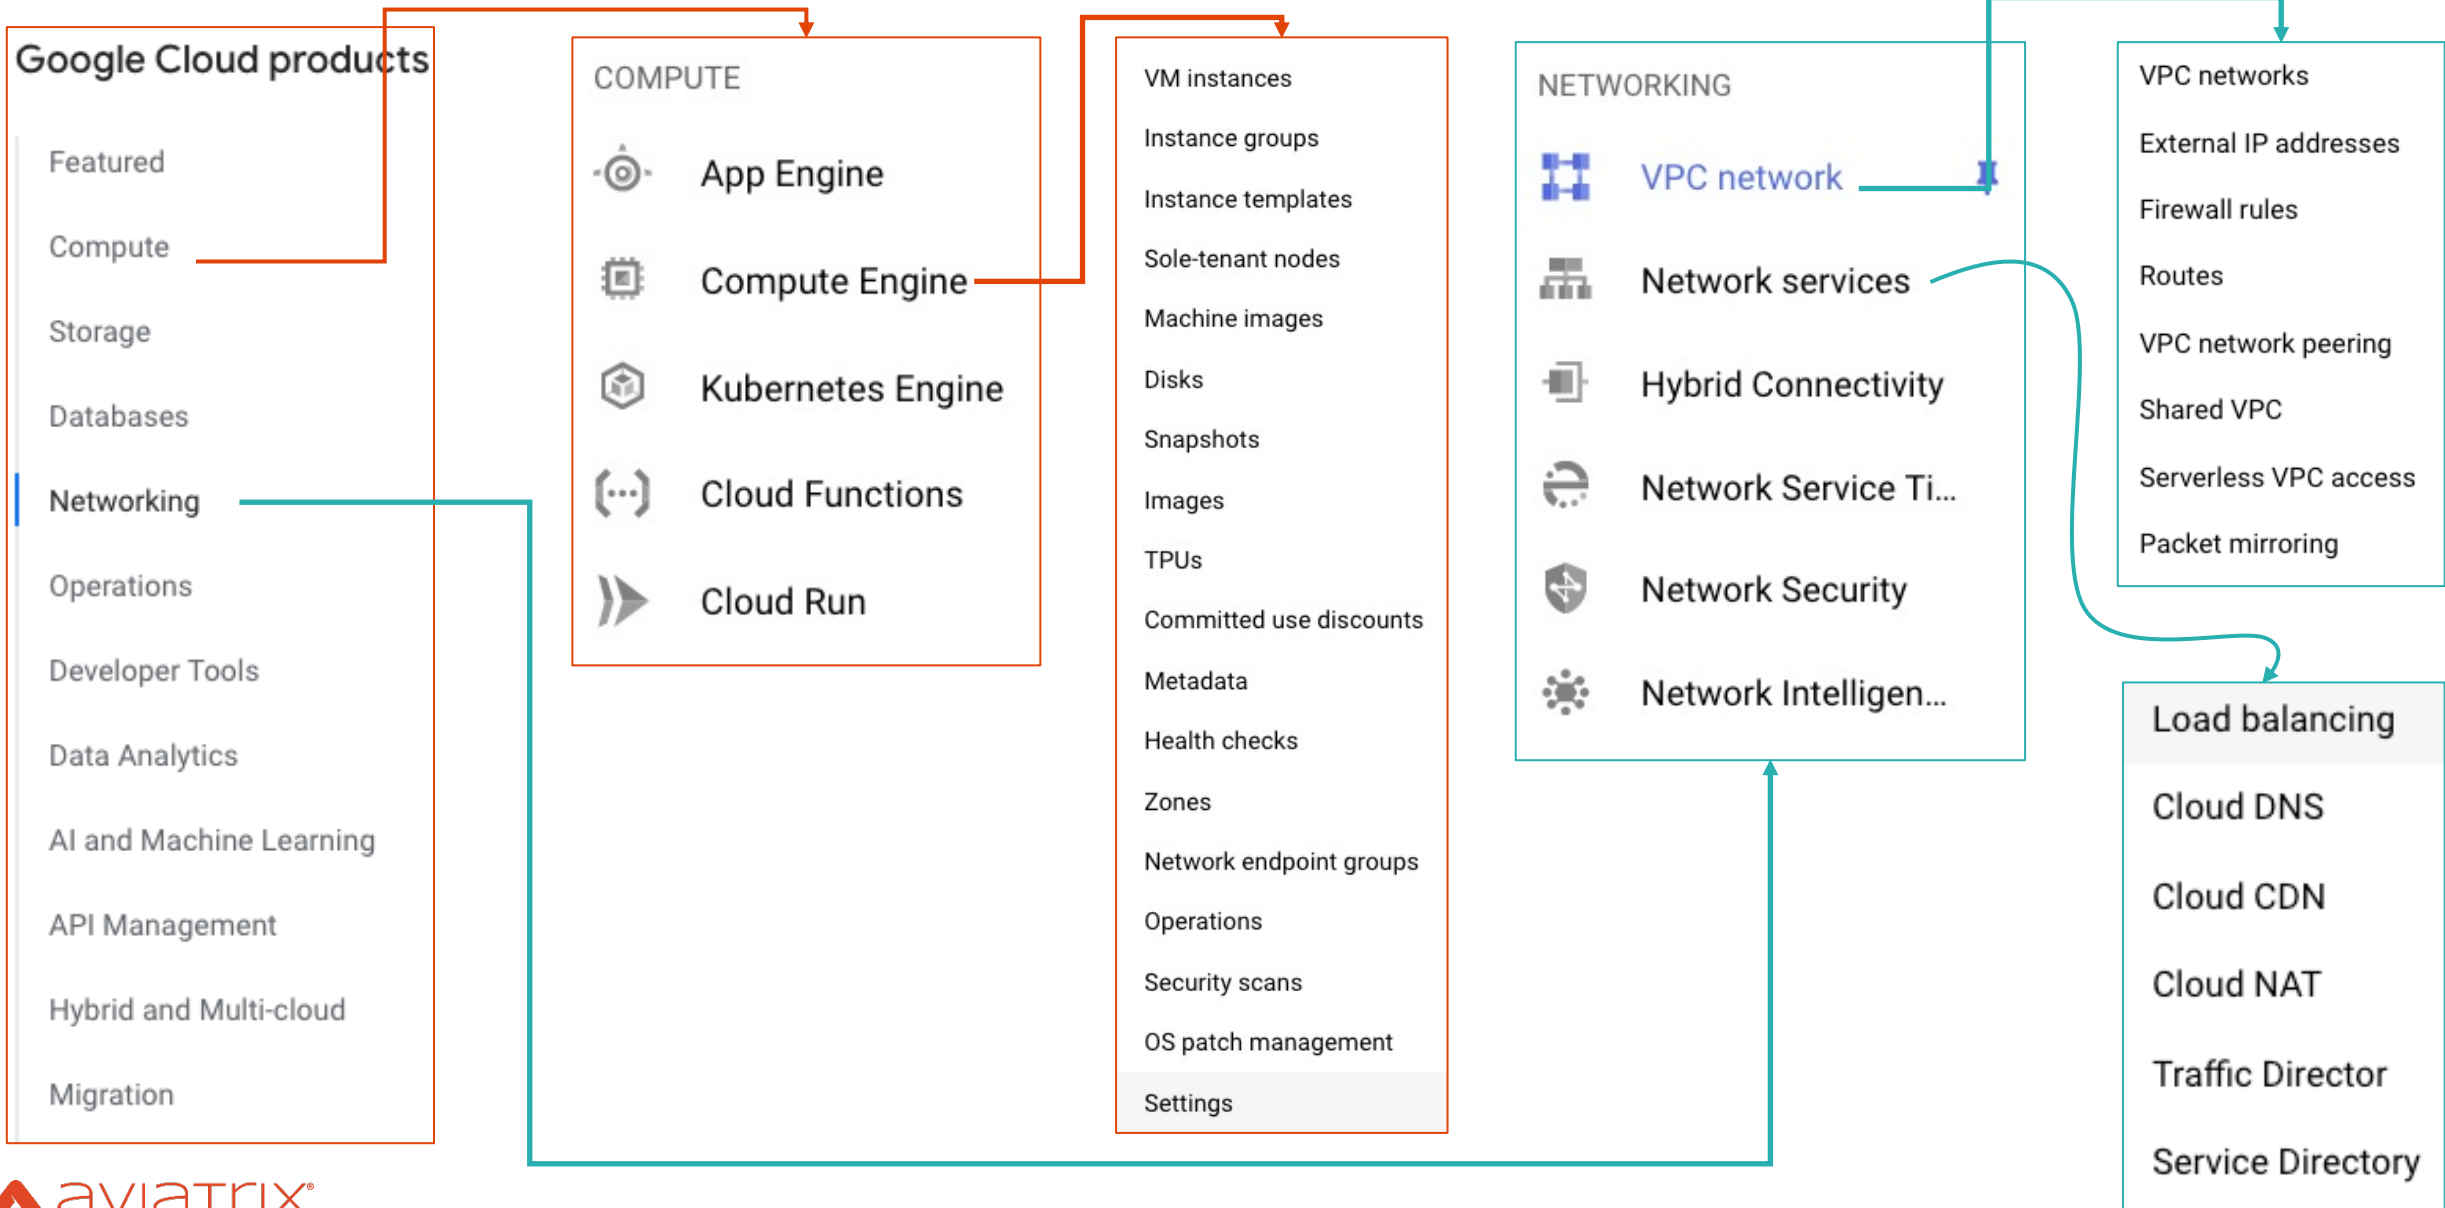 Google Cloud products
Featured
Compute
Storage
Databases
Networking
Operations
Developer Tools
Data Analytics
AI and Machine Learning
API Management
Hybrid and Multi-cloud
Migration
aviatrix®
COMPUTE
App Engine
Compute Engine
Kubernetes Engine
Cloud Functions
Cloud Run
VM instances
Instance groups
Instance templates
Sole-tenant nodes
Machine images
Disks
Snapshots
Images
TPUs
Committed use discounts
Metadata
Health checks
Zones
Network endpoint groups
Operations
Security scans
OS patch management
Settings
NETWORKING
VPC network
Network services
Hybrid Connectivity
Network Service Ti...
Network Security
Network Intelligen...
VPC networks
External IP addresses
Firewall rules
Routes
VPC network peering
Shared VPC
Serverless VPC access
Packet mirroring
Load balancing
Cloud DNS
Cloud CDN
Cloud NAT
Traffic Director
Service Directory